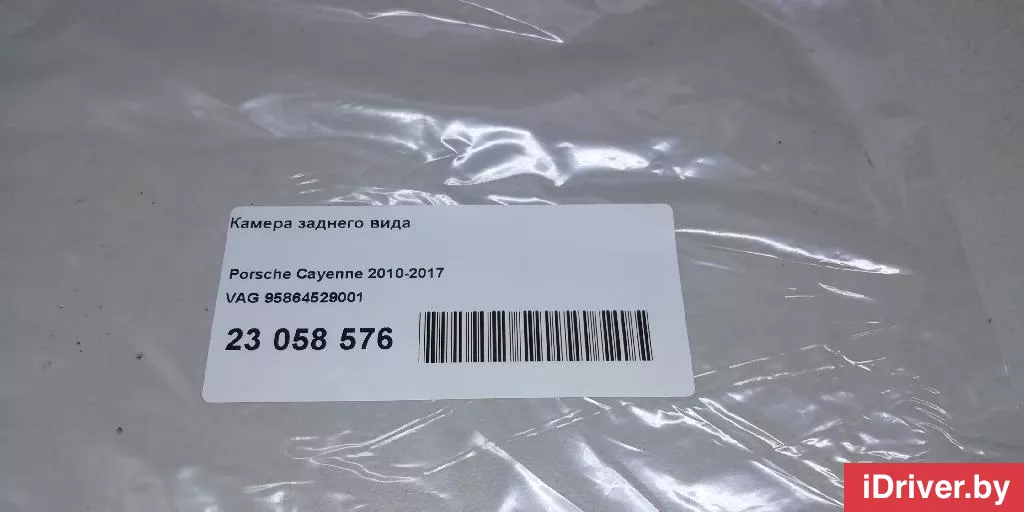 Камера заднего вида
Porsche Cayenne 2010-2017
VAG 95864529001
23 058 576
iDriver.by